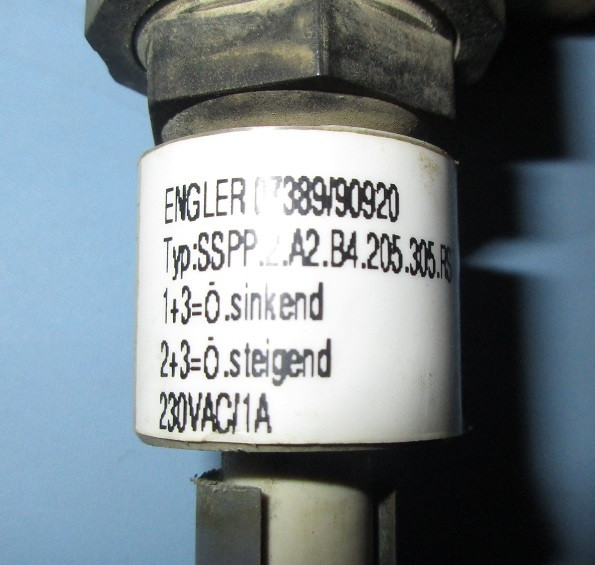 ENGLER 07389/90920
Typ:SSPP.2.A2.B4.205.305.RS
1+3=Ö.sinkend
2+3=Ö.steigend
230VAC/1A